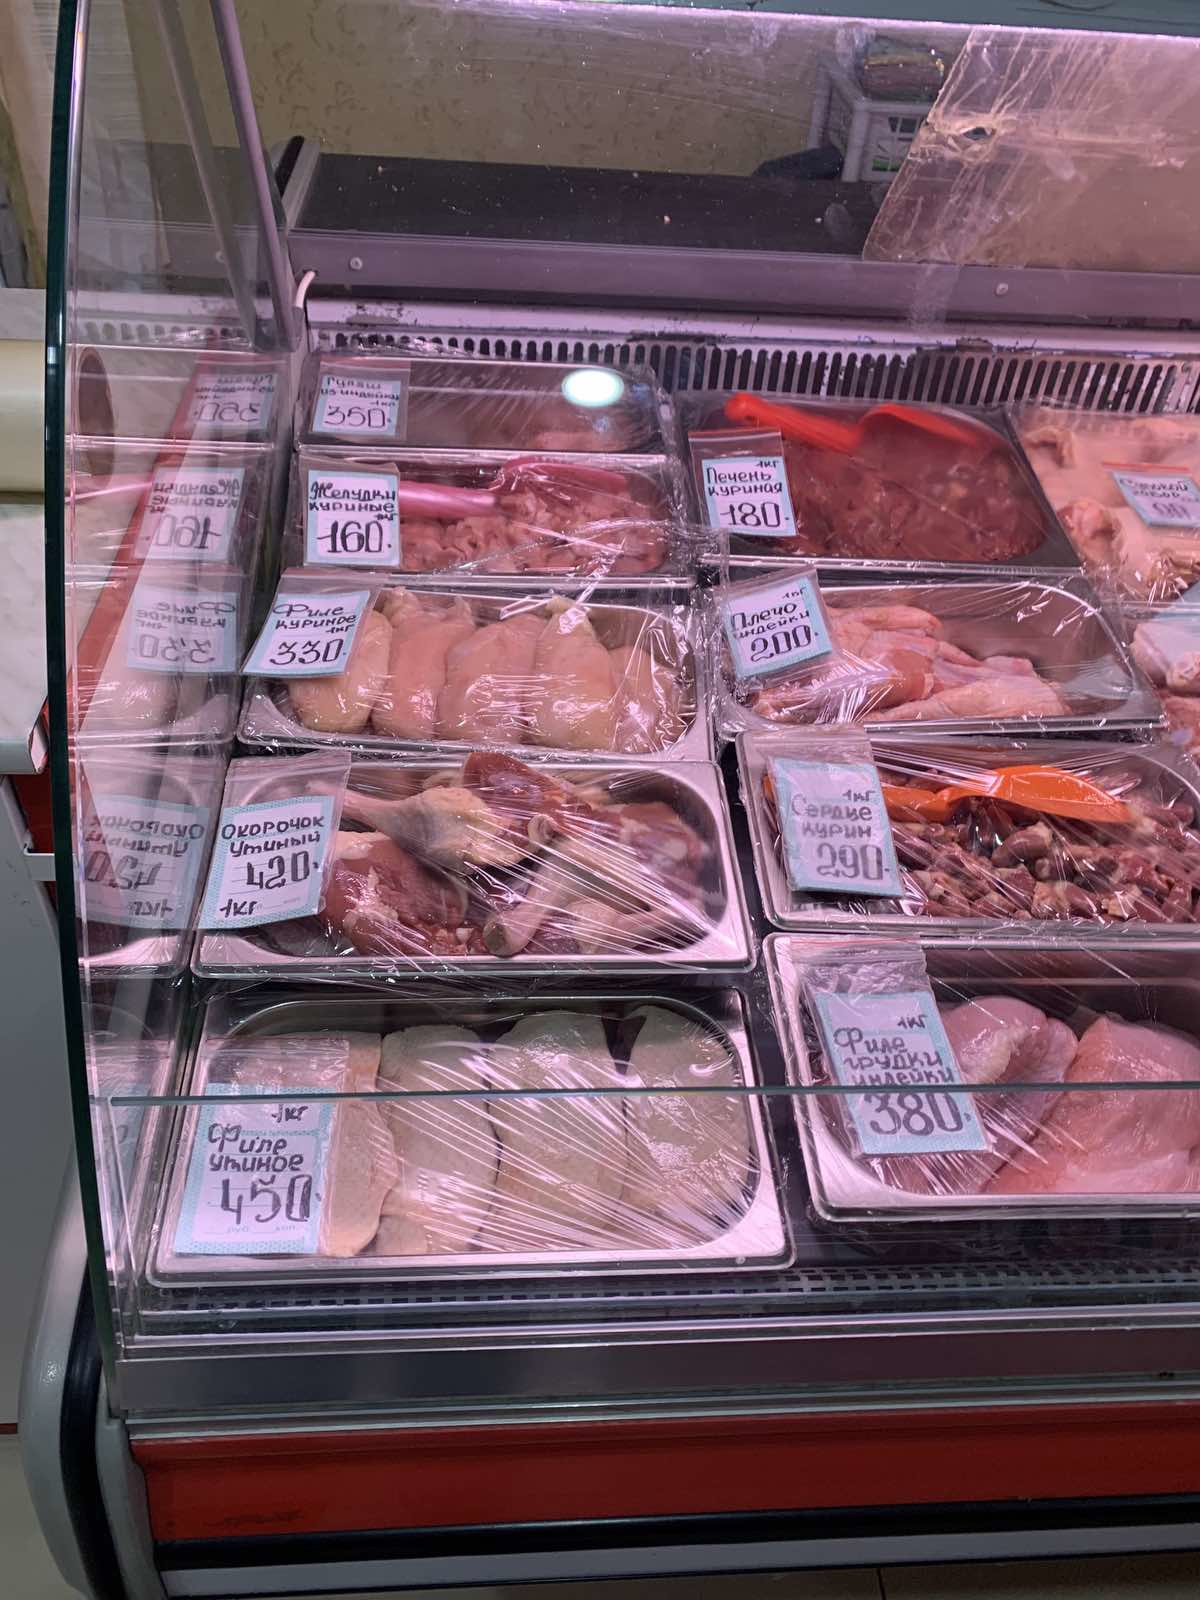 Гуляш
из индейки
1кг
350.
Желудки
куриные
1кг
160.
1кг
Печень
куриная
180.
Филе
куриное
1кг
330.
1кг
Плечо
индейки
200.
Окорочок
утиный
420.
1кг
1кг
Сердце
курин
290.
1кг
Филе
утиное
450.
1кг
Филе
грудки
индейки
380.